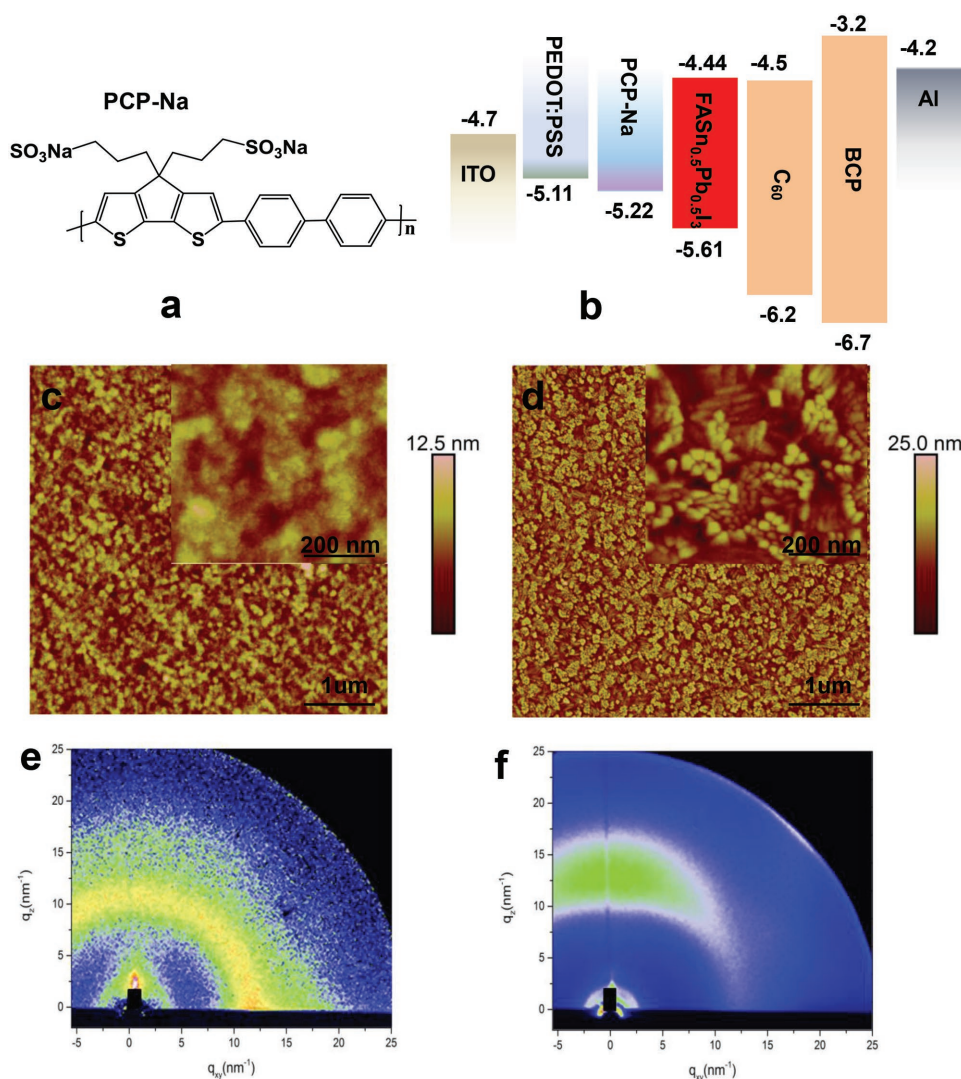 PCP-Na
SO₃Na
SO₃Na
S
S
n
a
-4.7
ITO
PEDOT:PSS
-5.11
PCP-Na
-5.22
-4.44
FASn₀.₅Pb₀.₅I₃
-5.61
-4.5
C₆₀
-6.2
-3.2
BCP
-6.7
-4.2
Al
b
c
200 nm
1um
12.5 nm
d
200 nm
1um
25.0 nm
e
25
20
15
10
5
0
qz(nm⁻¹)
-5 0 5 10 15 20 25
qxy(nm⁻¹)
f
25
20
15
10
5
0
qz(nm⁻¹)
-5 0 5 10 15 20 25
qxy(nm⁻¹)